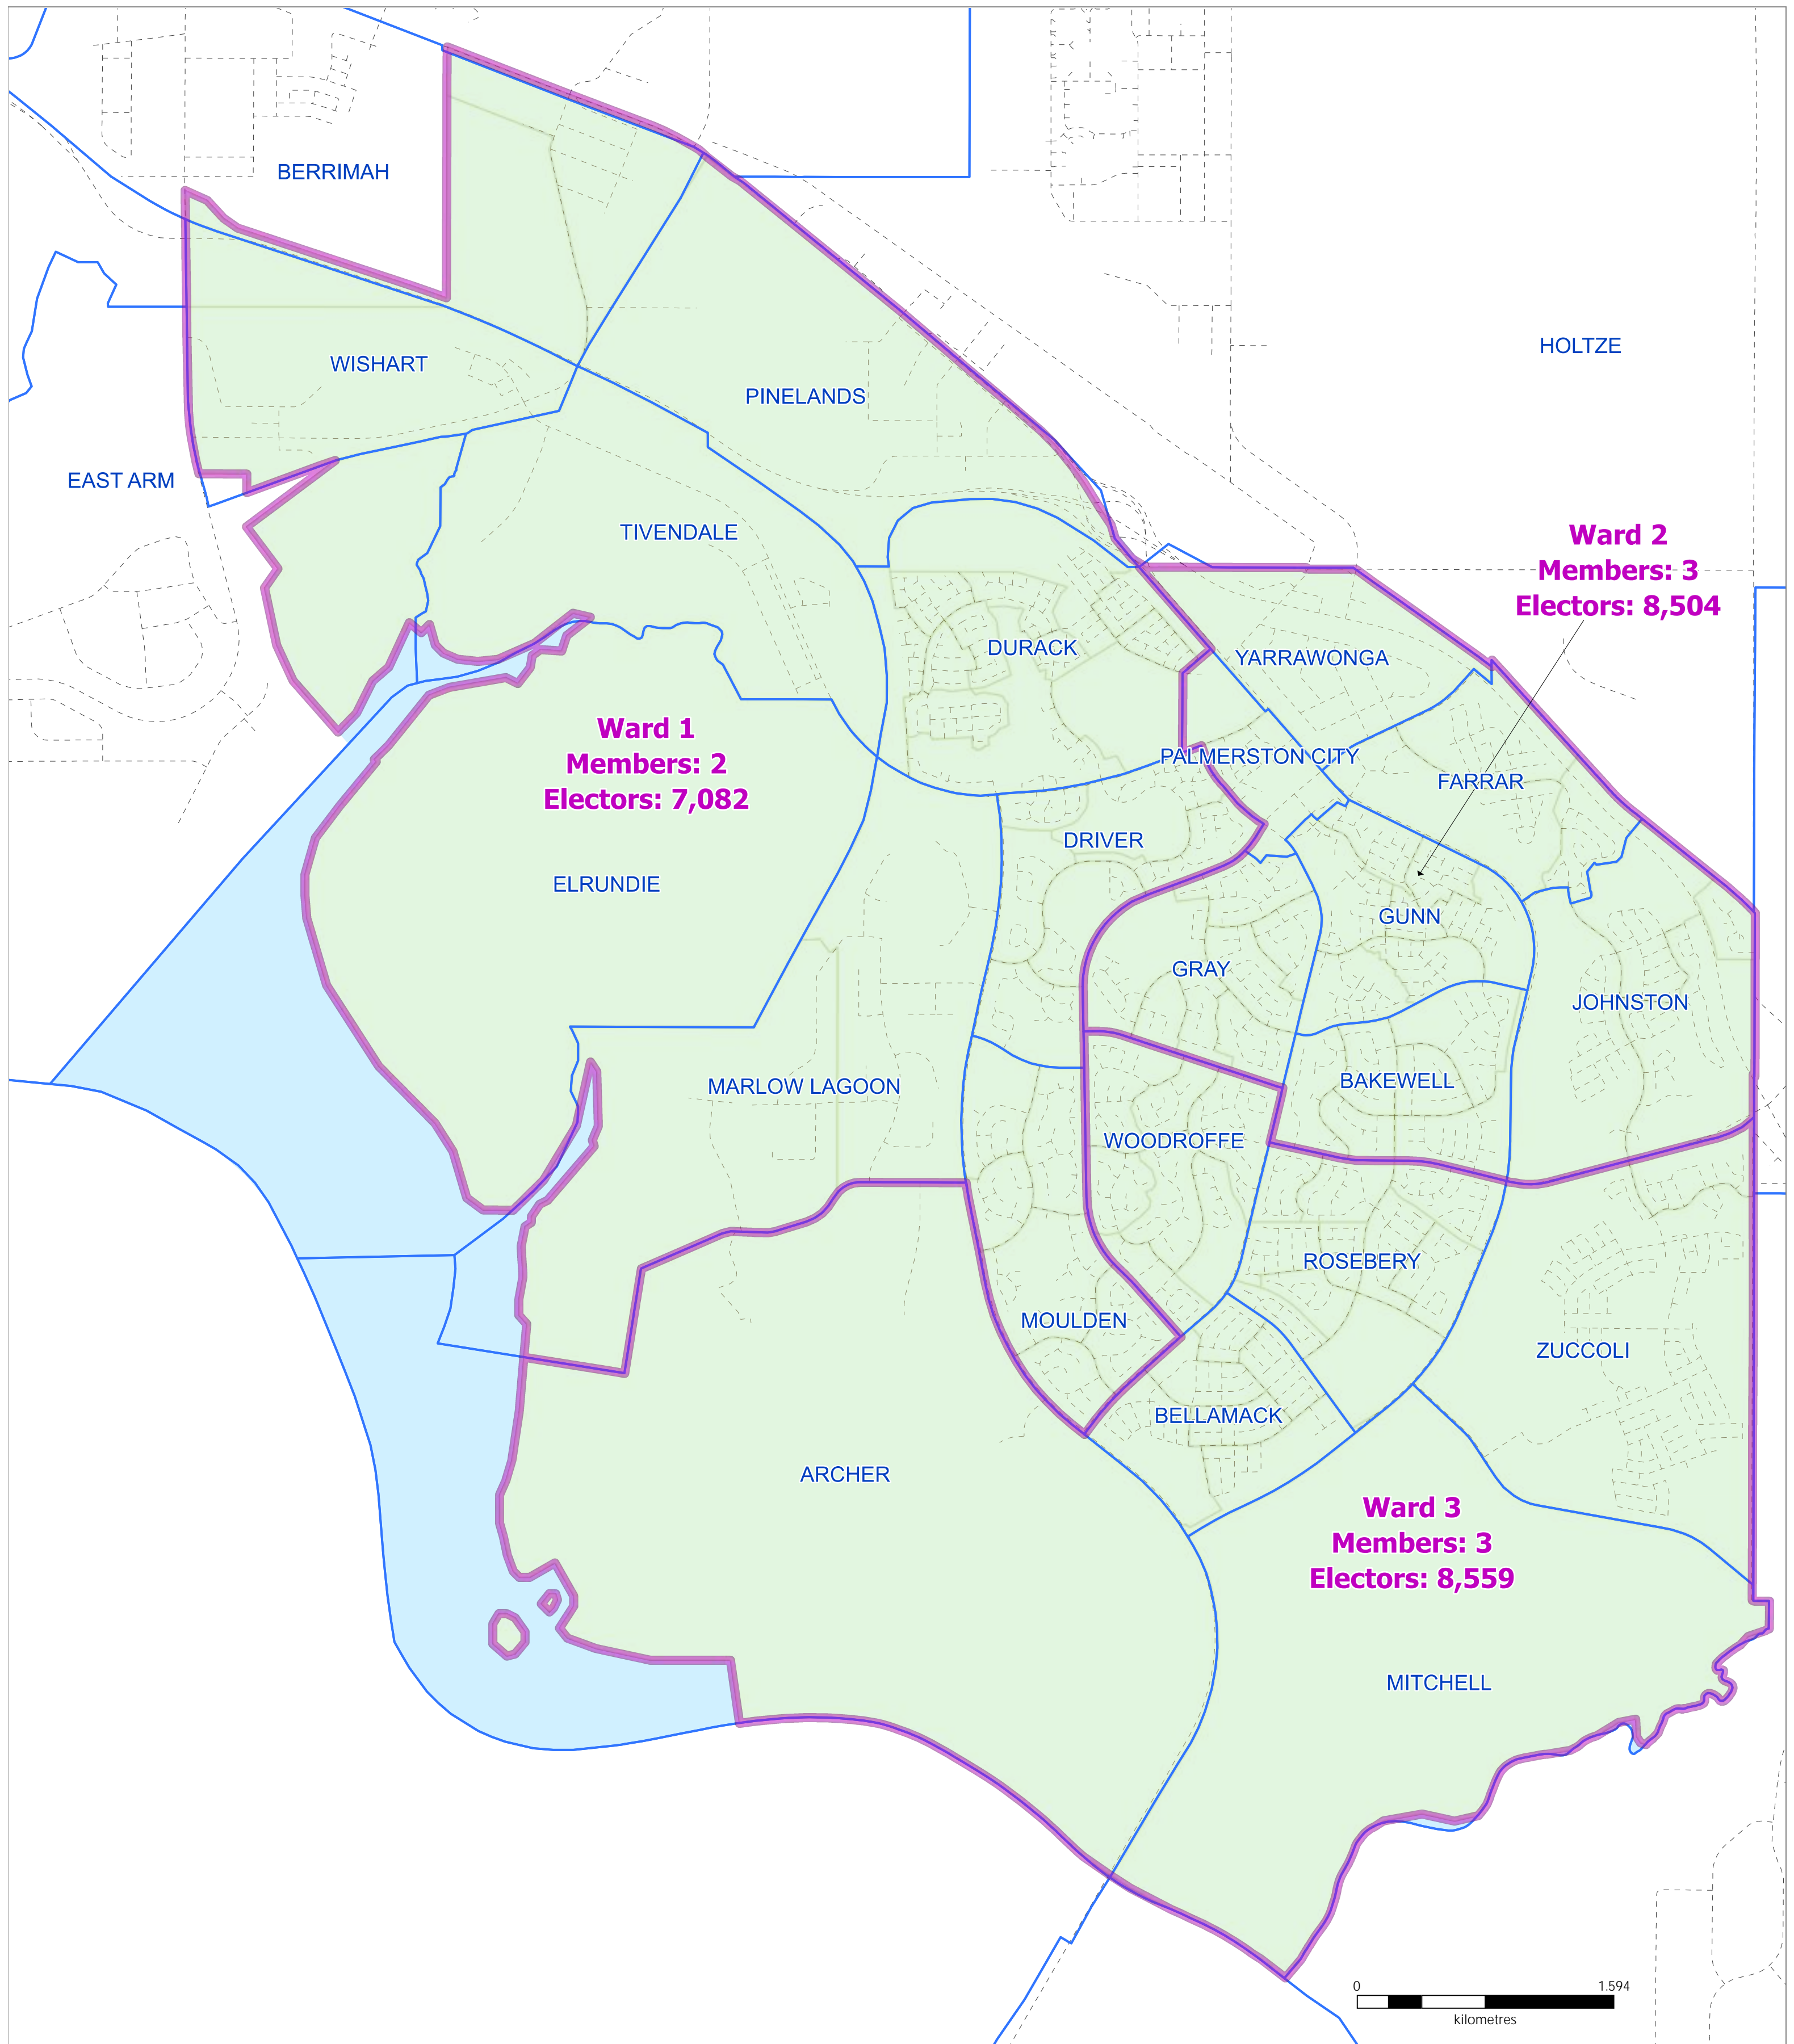 BERRIMAH
HOLTZE
WISHART
PINELANDS
EAST ARM
TIVENDALE
Ward 2
Members: 3
Electors: 8,504
DURACK
YARRAWONGA
Ward 1
Members: 2
Electors: 7,082
PALMERSTON CITY
FARRAR
DRIVER
ELRUNDIE
GUNN
GRAY
JOHNSTON
MARLOW LAGOON
BAKEWELL
WOODROFFE
ROSEBERY
MOULDEN
ZUCCOLI
BELLAMACK
ARCHER
Ward 3
Members: 3
Electors: 8,559
MITCHELL
0 1.594
kilometres